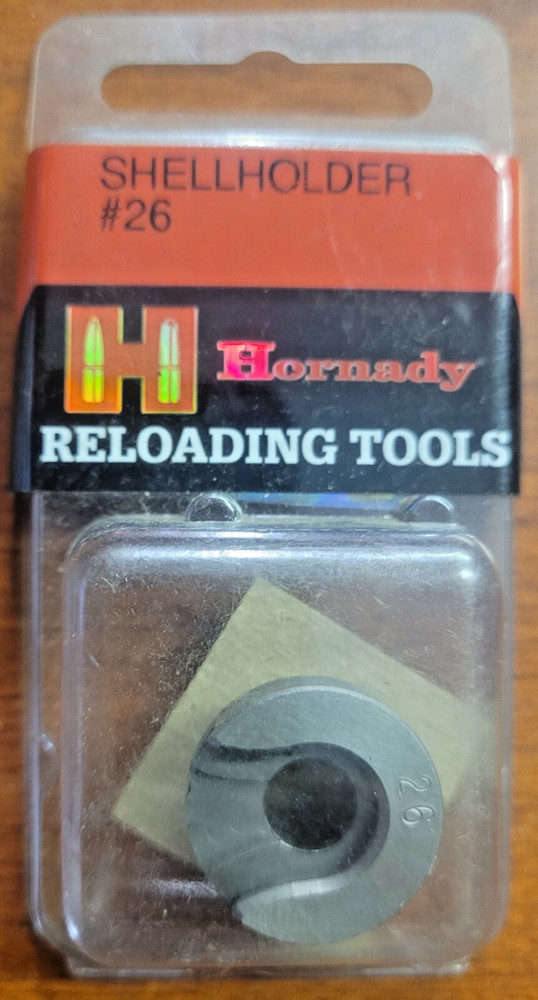 SHELLHOLDER
#26
H Hornady
RELOADING TOOLS
26